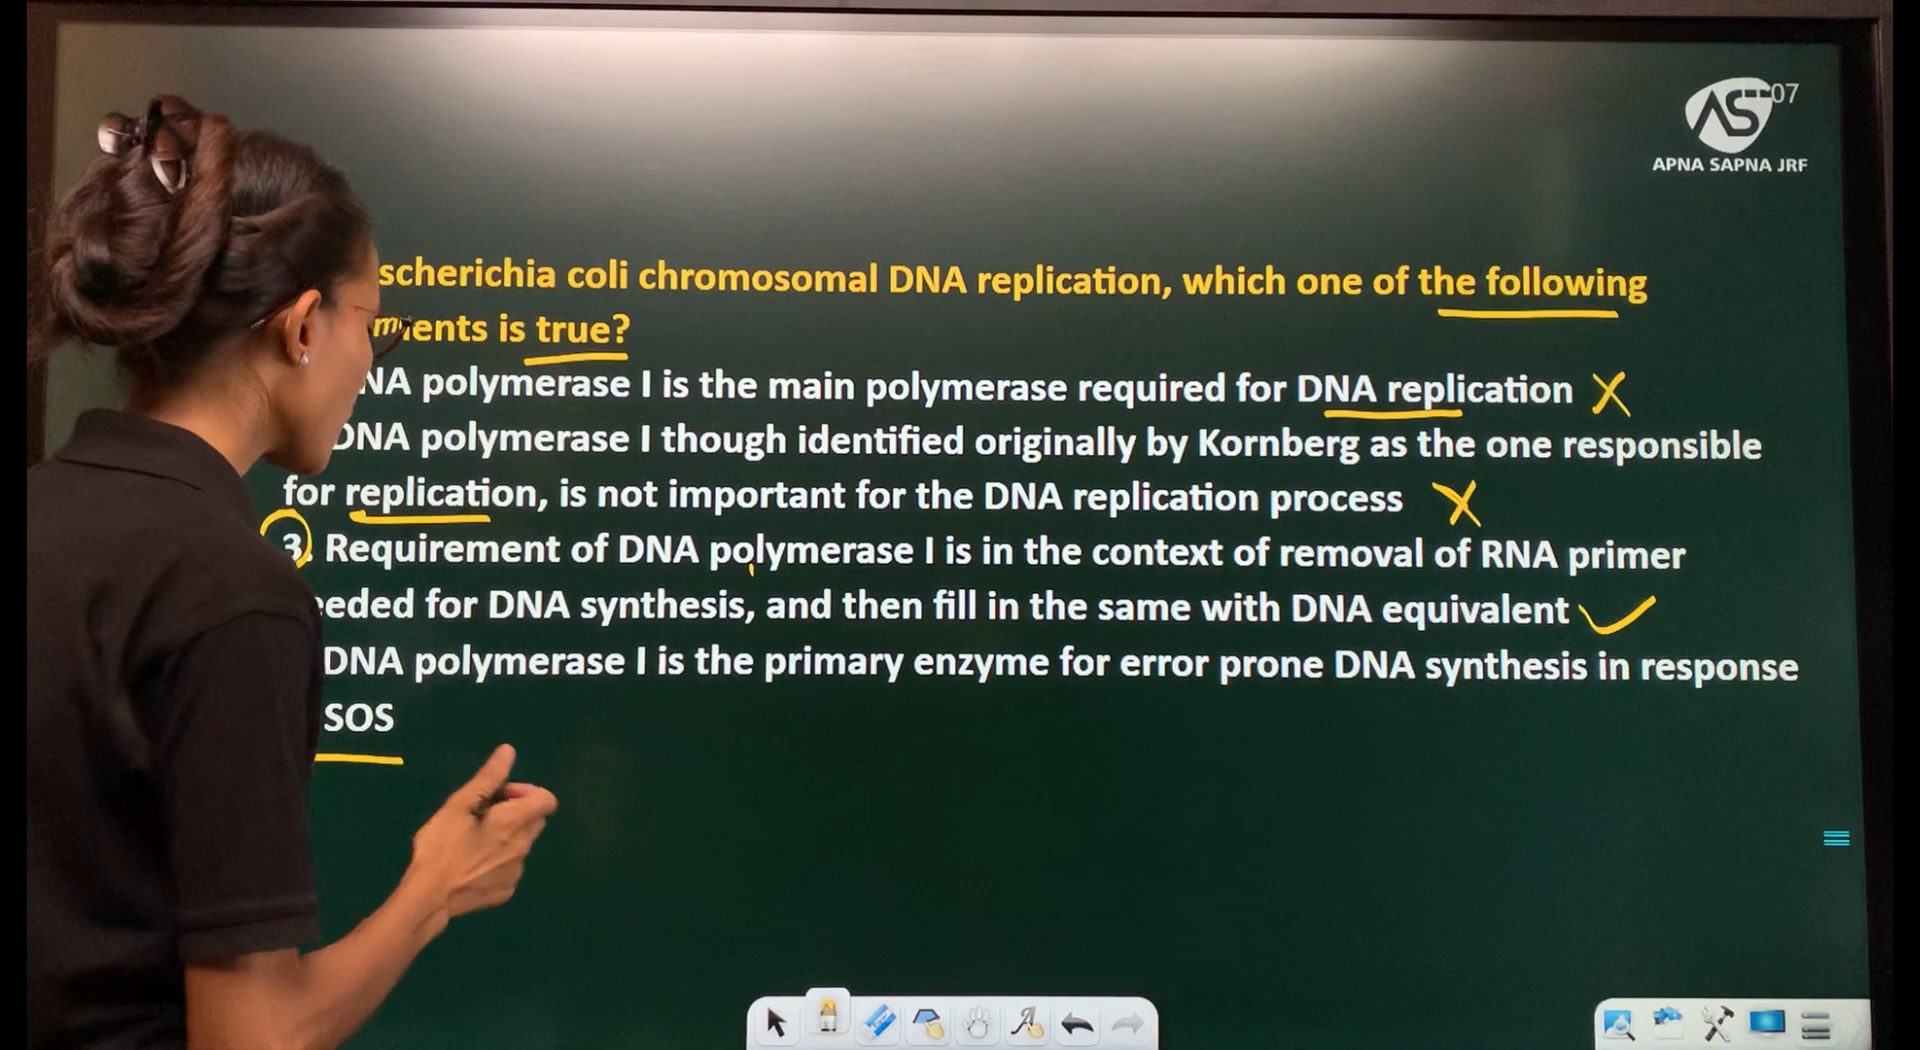 07
AS
APNA SAPNA JRF
scherichia coli chromosomal DNA replication, which one of the following
ents is true?
NA polymerase I is the main polymerase required for DNA replication
DNA polymerase I though identified originally by Kornberg as the one responsible
for replication, is not important for the DNA replication process
3. Requirement of DNA polymerase I is in the context of removal of RNA primer
eeded for DNA synthesis, and then fill in the same with DNA equivalent
DNA polymerase I is the primary enzyme for error prone DNA synthesis in response
SOS